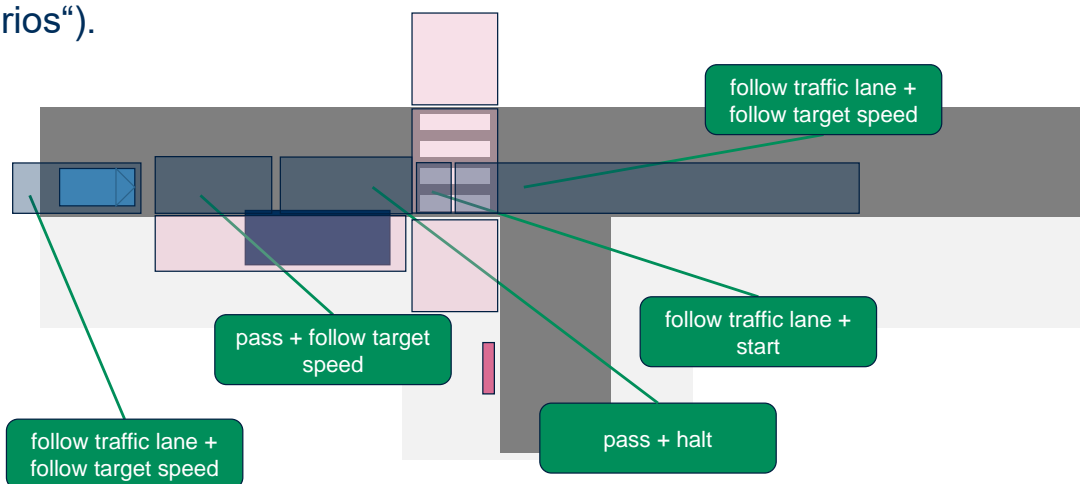 rios“).
follow traffic lane +
follow target speed
pass + follow target
speed
follow traffic lane +
start
pass + halt
follow traffic lane +
follow target speed